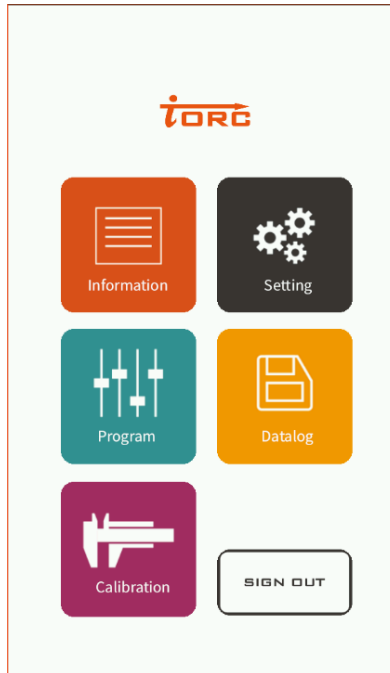 iORC
Information
Setting
Program
Datalog
Calibration
SIGN OUT